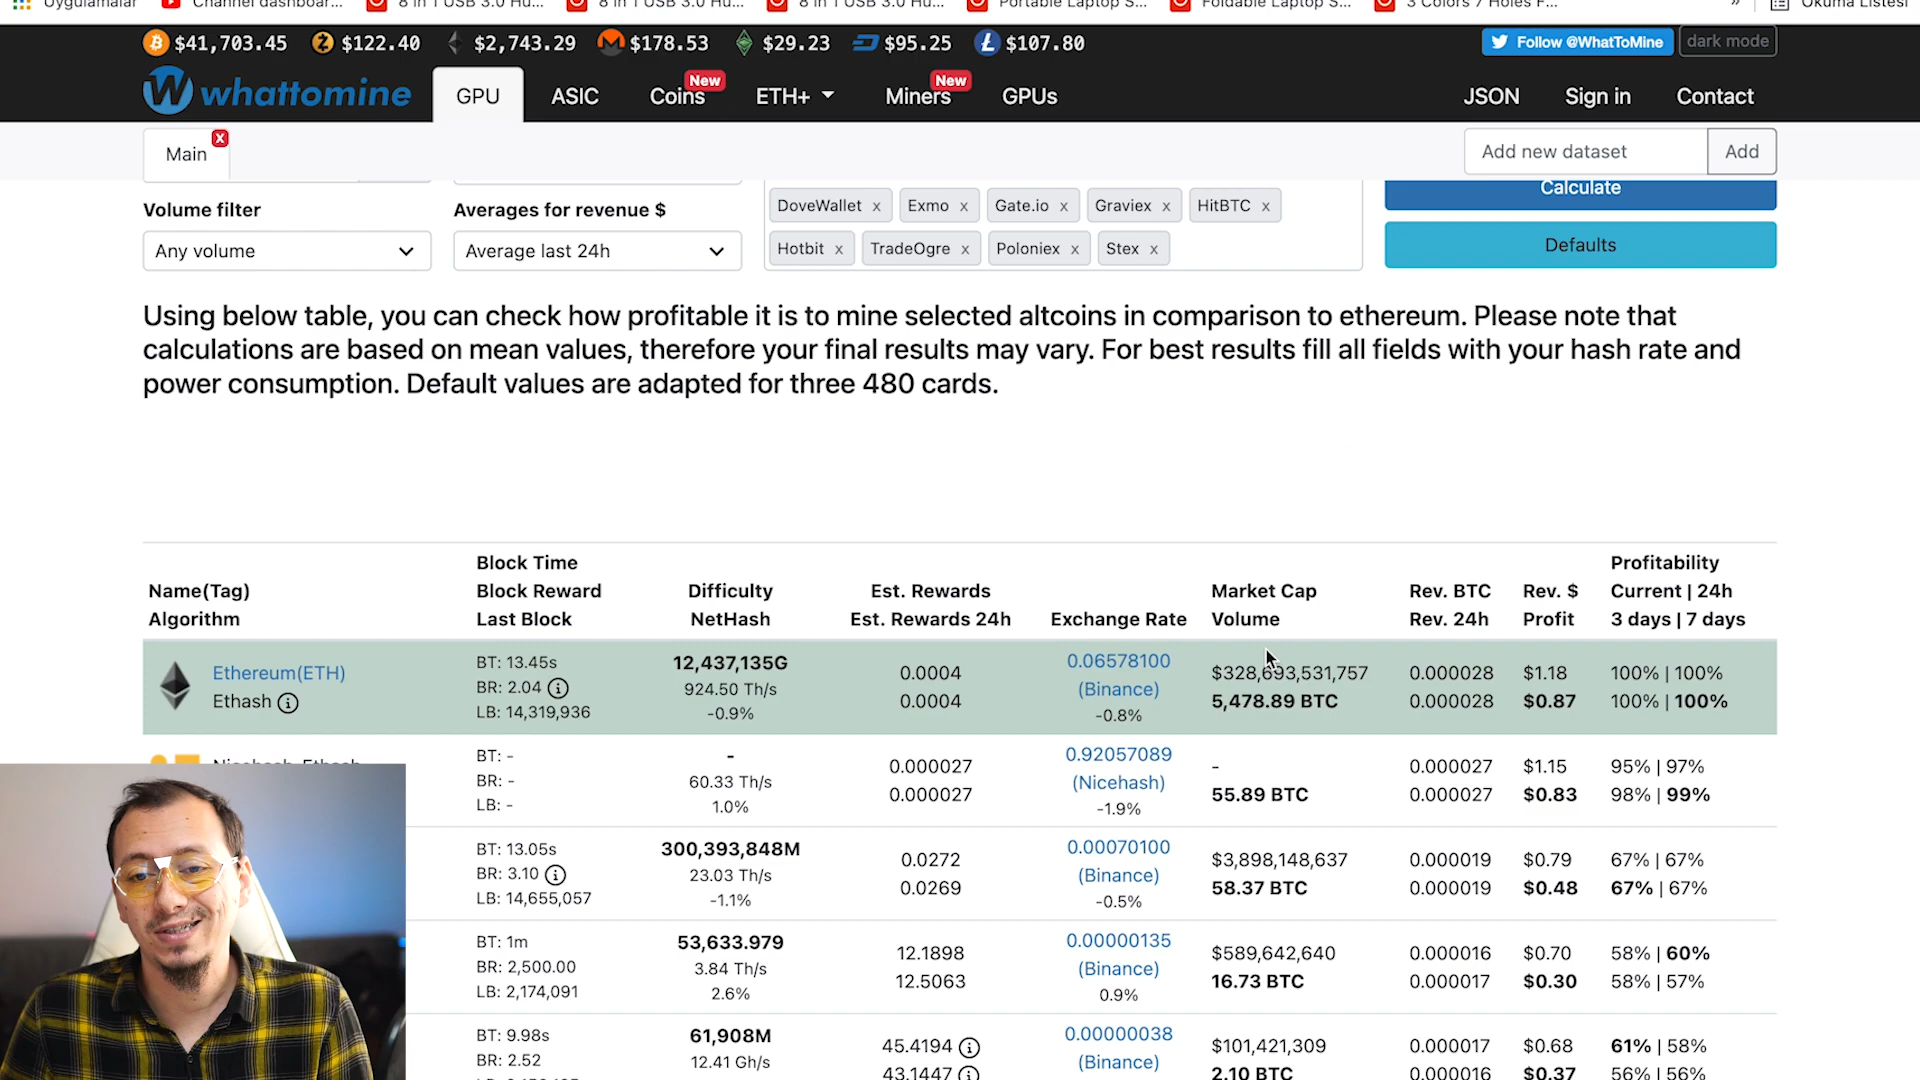 Uygulamalar
Channel dashboar...
8 in 1 USB 3.0 Hu...
8 in 1 USB 3.0 Hu...
8 in 1 USB 3.0 Hu...
Portable Laptop S...
Foldable Laptop S...
3 Colors 7 Holes F...
»
Okuma Listesi
$41,703.45 $122.40 $2,743.29 $178.53 $29.23 $95.25 $107.80
Follow @WhatToMine
dark mode
whattomine
GPU
ASIC
Coins New
ETH+
Miners New
GPUs
JSON
Sign in
Contact
Main x
Add new dataset
Add
Volume filter
Any volume
Averages for revenue $
Average last 24h
DoveWallet x Exmo x Gate.io x Graviex x HitBTC x
Hotbit x TradeOgre x Poloniex x Stex x
Calculate
Defaults
Using below table, you can check how profitable it is to mine selected altcoins in comparison to ethereum. Please note that
calculations are based on mean values, therefore your final results may vary. For best results fill all fields with your hash rate and
power consumption. Default values are adapted for three 480 cards.
Name(Tag)
Algorithm
Block Time
Block Reward
Last Block
Difficulty
NetHash
Est. Rewards
Est. Rewards 24h
Exchange Rate
Market Cap
Volume
Rev. BTC
Rev. 24h
Rev. $
Profit
Profitability
Current | 24h
3 days | 7 days
Ethereum(ETH)
Ethash
BT: 13.45s
BR: 2.04
LB: 14,319,936
12,437,135G
924.50 Th/s
-0.9%
0.0004
0.0004
0.06578100
(Binance)
-0.8%
$328,693,531,757
5,478.89 BTC
0.000028
0.000028
$1.18
$0.87
100% | 100%
100% | 100%
Nicehash-Ethash
BT: -
BR: -
LB: -
-
60.33 Th/s
1.0%
0.000027
0.000027
0.92057089
(Nicehash)
-1.9%
-
55.89 BTC
0.000027
0.000027
$1.15
$0.83
95% | 97%
98% | 99%
BT: 13.05s
BR: 3.10
LB: 14,655,057
300,393,848M
23.03 Th/s
-1.1%
0.0272
0.0269
0.00070100
(Binance)
-0.5%
$3,898,148,637
58.37 BTC
0.000019
0.000019
$0.79
$0.48
67% | 67%
67% | 67%
BT: 1m
BR: 2,500.00
LB: 2,174,091
53,633.979
3.84 Th/s
2.6%
12.1898
12.5063
0.00000135
(Binance)
0.9%
$589,642,640
16.73 BTC
0.000016
0.000017
$0.70
$0.30
58% | 60%
58% | 57%
BT: 9.98s
BR: 2.52
61,908M
12.41 Gh/s
45.4194
43.1447
0.00000038
(Binance)
$101,421,309
2.10 BTC
0.000017
0.000016
$0.68
$0.37
61% | 58%
56% | 56%